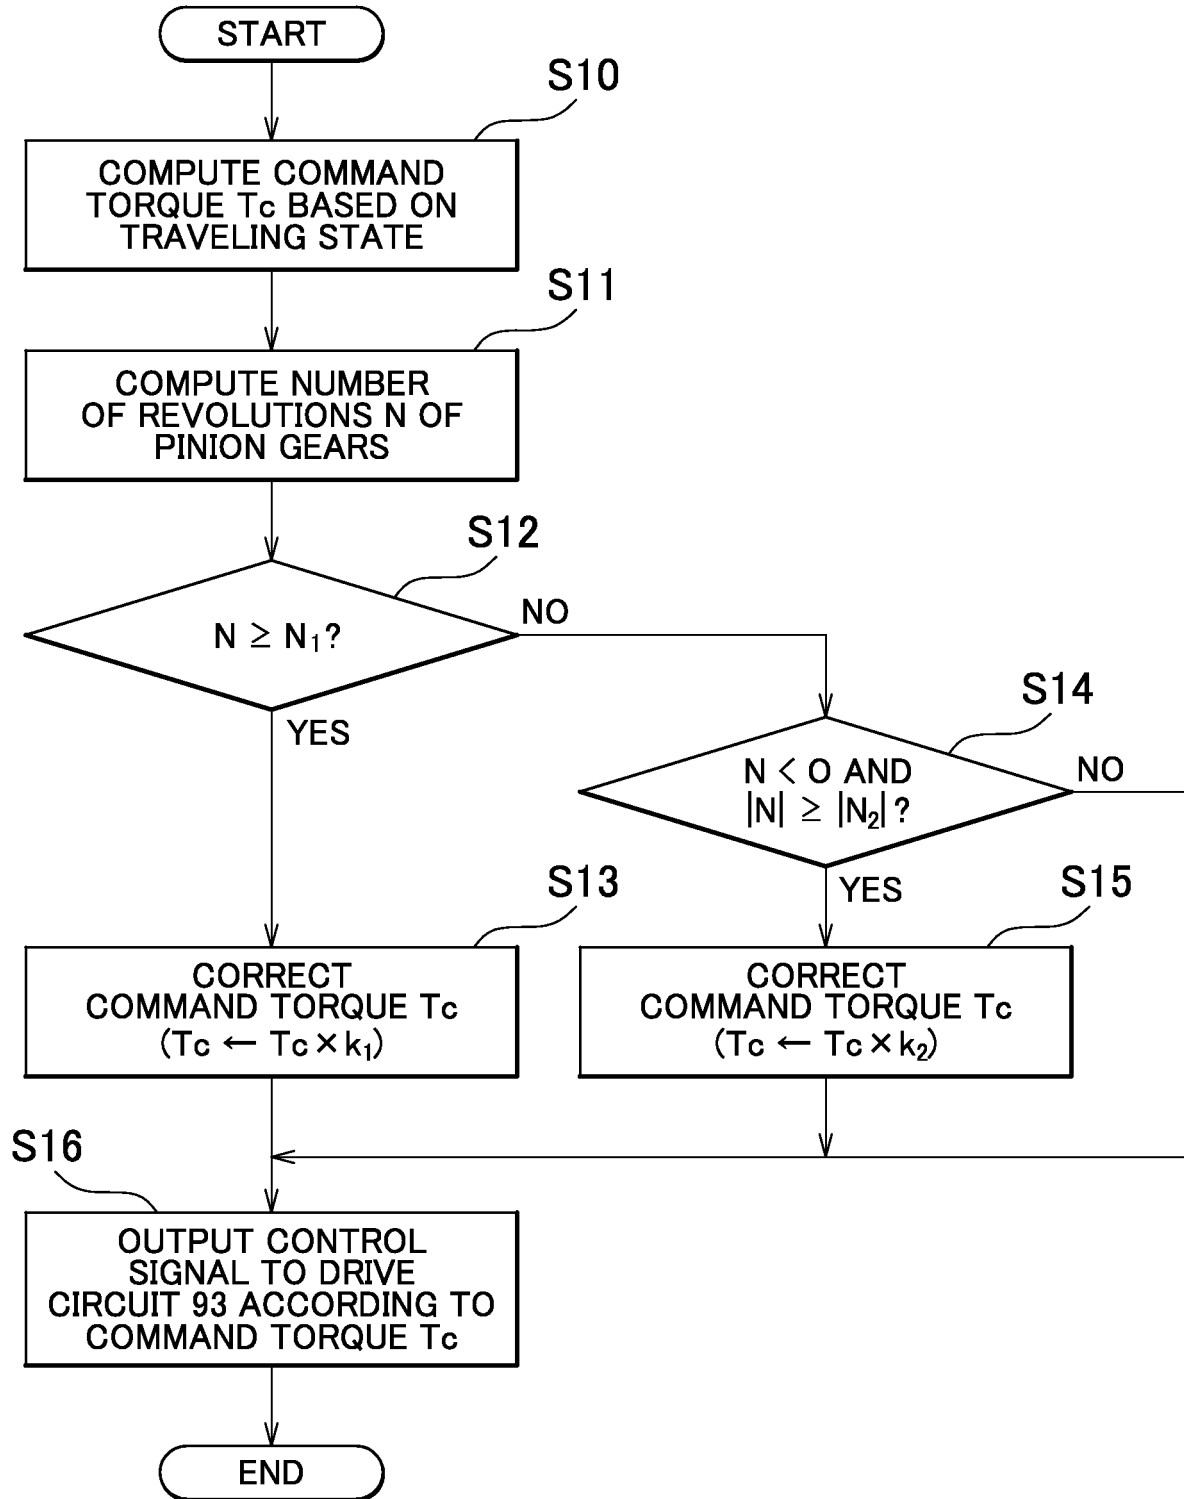 START
S10
COMPUTE COMMAND
TORQUE Tc BASED ON
TRAVELING STATE
S11
COMPUTE NUMBER
OF REVOLUTIONS N OF
PINION GEARS
S12
N ≥ N₁?
NO
YES
S14
N < O AND
|N| ≥ |N₂| ?
NO
YES
S13
CORRECT
COMMAND TORQUE Tc
(Tc ← Tc × k₁)
S15
CORRECT
COMMAND TORQUE Tc
(Tc ← Tc × k₂)
S16
OUTPUT CONTROL
SIGNAL TO DRIVE
CIRCUIT 93 ACCORDING TO
COMMAND TORQUE Tc
END